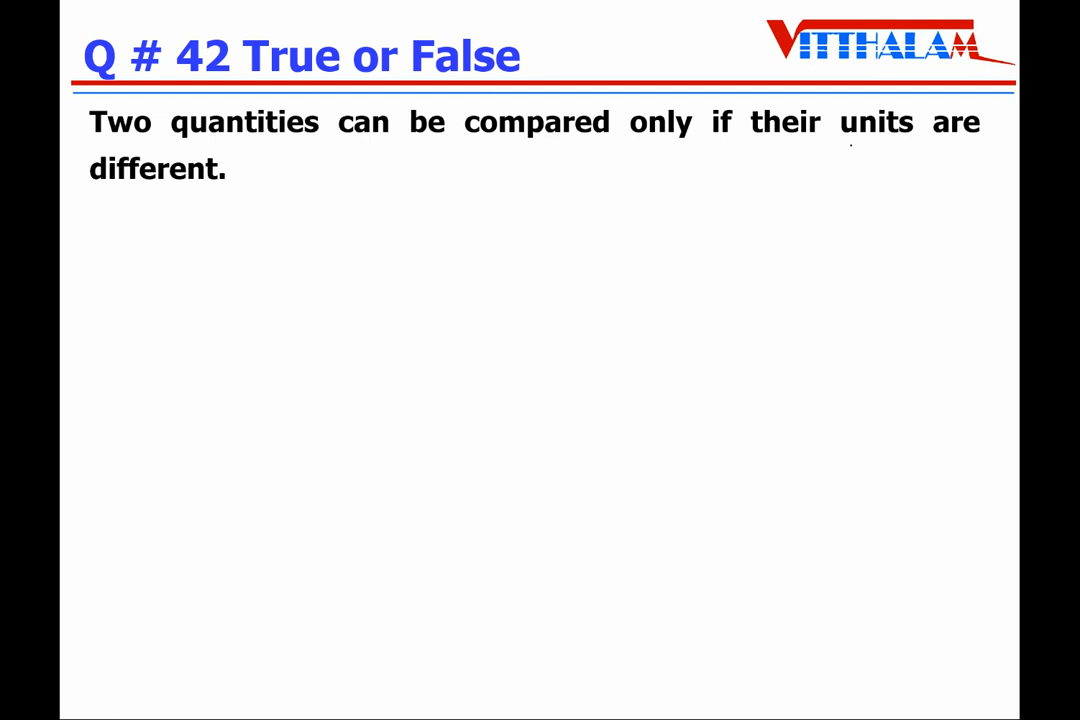 Q # 42 True or False
VITTHALAM
Two quantities can be compared only if their units are
different.